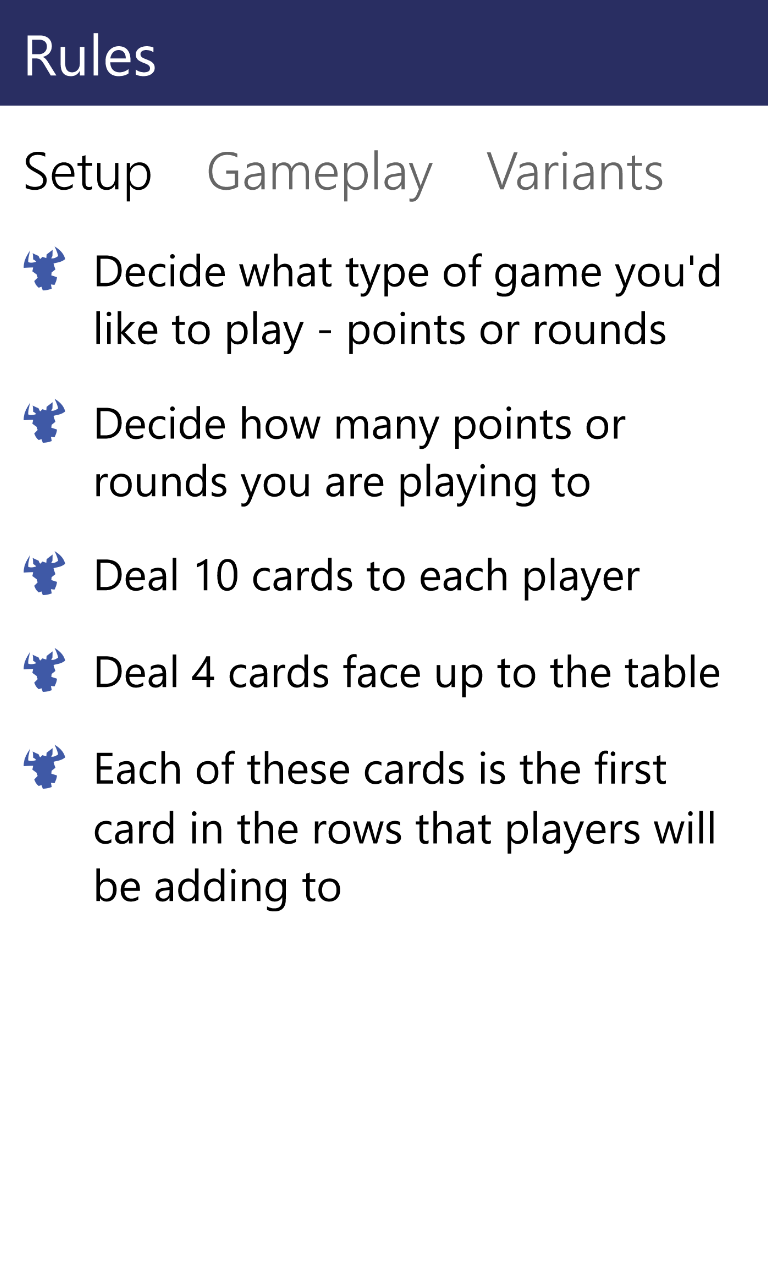 Rules
Setup Gameplay Variants
Decide what type of game you'd
like to play - points or rounds
Decide how many points or
rounds you are playing to
Deal 10 cards to each player
Deal 4 cards face up to the table
Each of these cards is the first
card in the rows that players will
be adding to